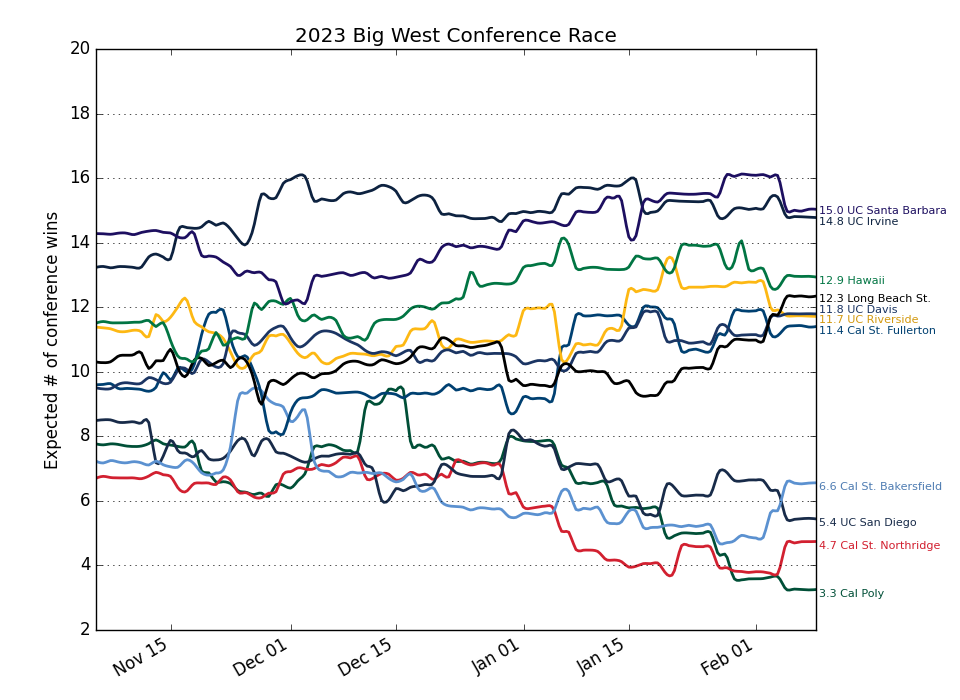 2023 Big West Conference Race
Expected # of conference wins
20
18
16
14
12
10
8
6
4
2
Nov 15
Dec 01
Dec 15
Jan 01
Jan 15
Feb 01
15.0 UC Santa Barbara
14.8 UC Irvine
12.9 Hawaii
12.3 Long Beach St.
11.8 UC Davis
11.7 UC Riverside
11.4 Cal St. Fullerton
6.6 Cal St. Bakersfield
5.4 UC San Diego
4.7 Cal St. Northridge
3.3 Cal Poly